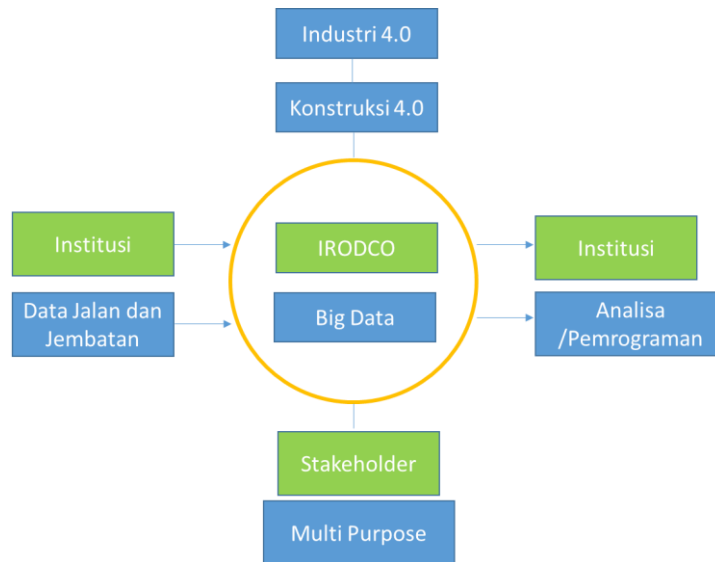 Industri 4.0
Konstruksi 4.0
Institusi
IRODCO
Institusi
Data Jalan dan
Jembatan
Big Data
Analisa
/Pemrograman
Stakeholder
Multi Purpose